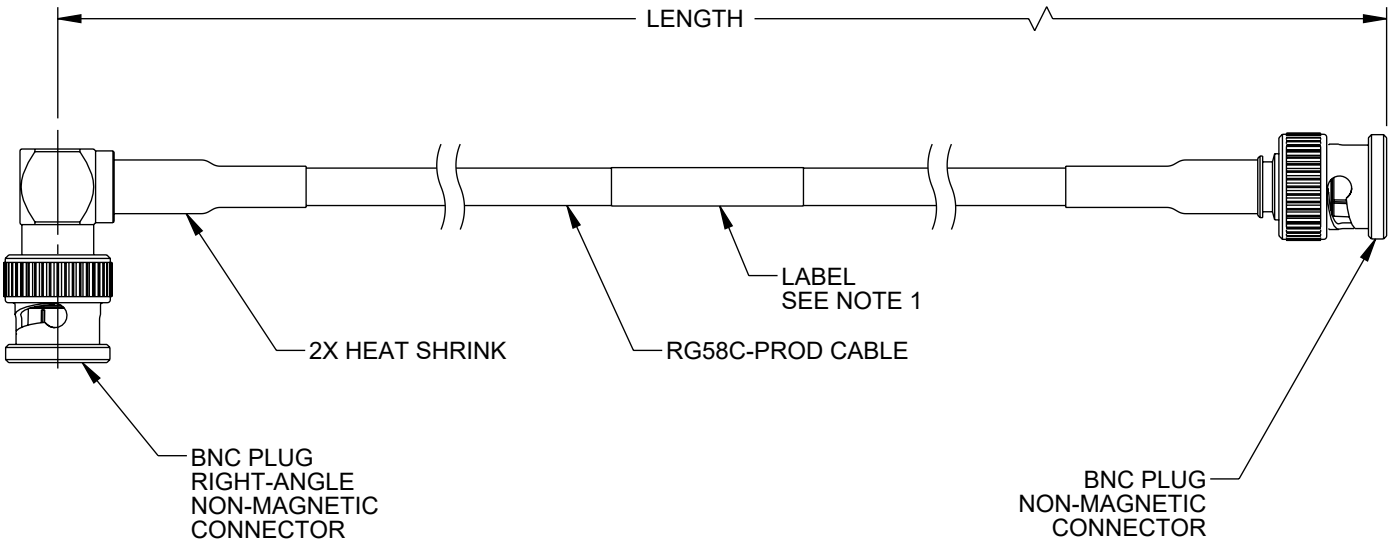 LENGTH
LABEL
SEE NOTE 1
2X HEAT SHRINK
RG58C-PROD CABLE
BNC PLUG
RIGHT-ANGLE
NON-MAGNETIC
CONNECTOR
BNC PLUG
NON-MAGNETIC
CONNECTOR